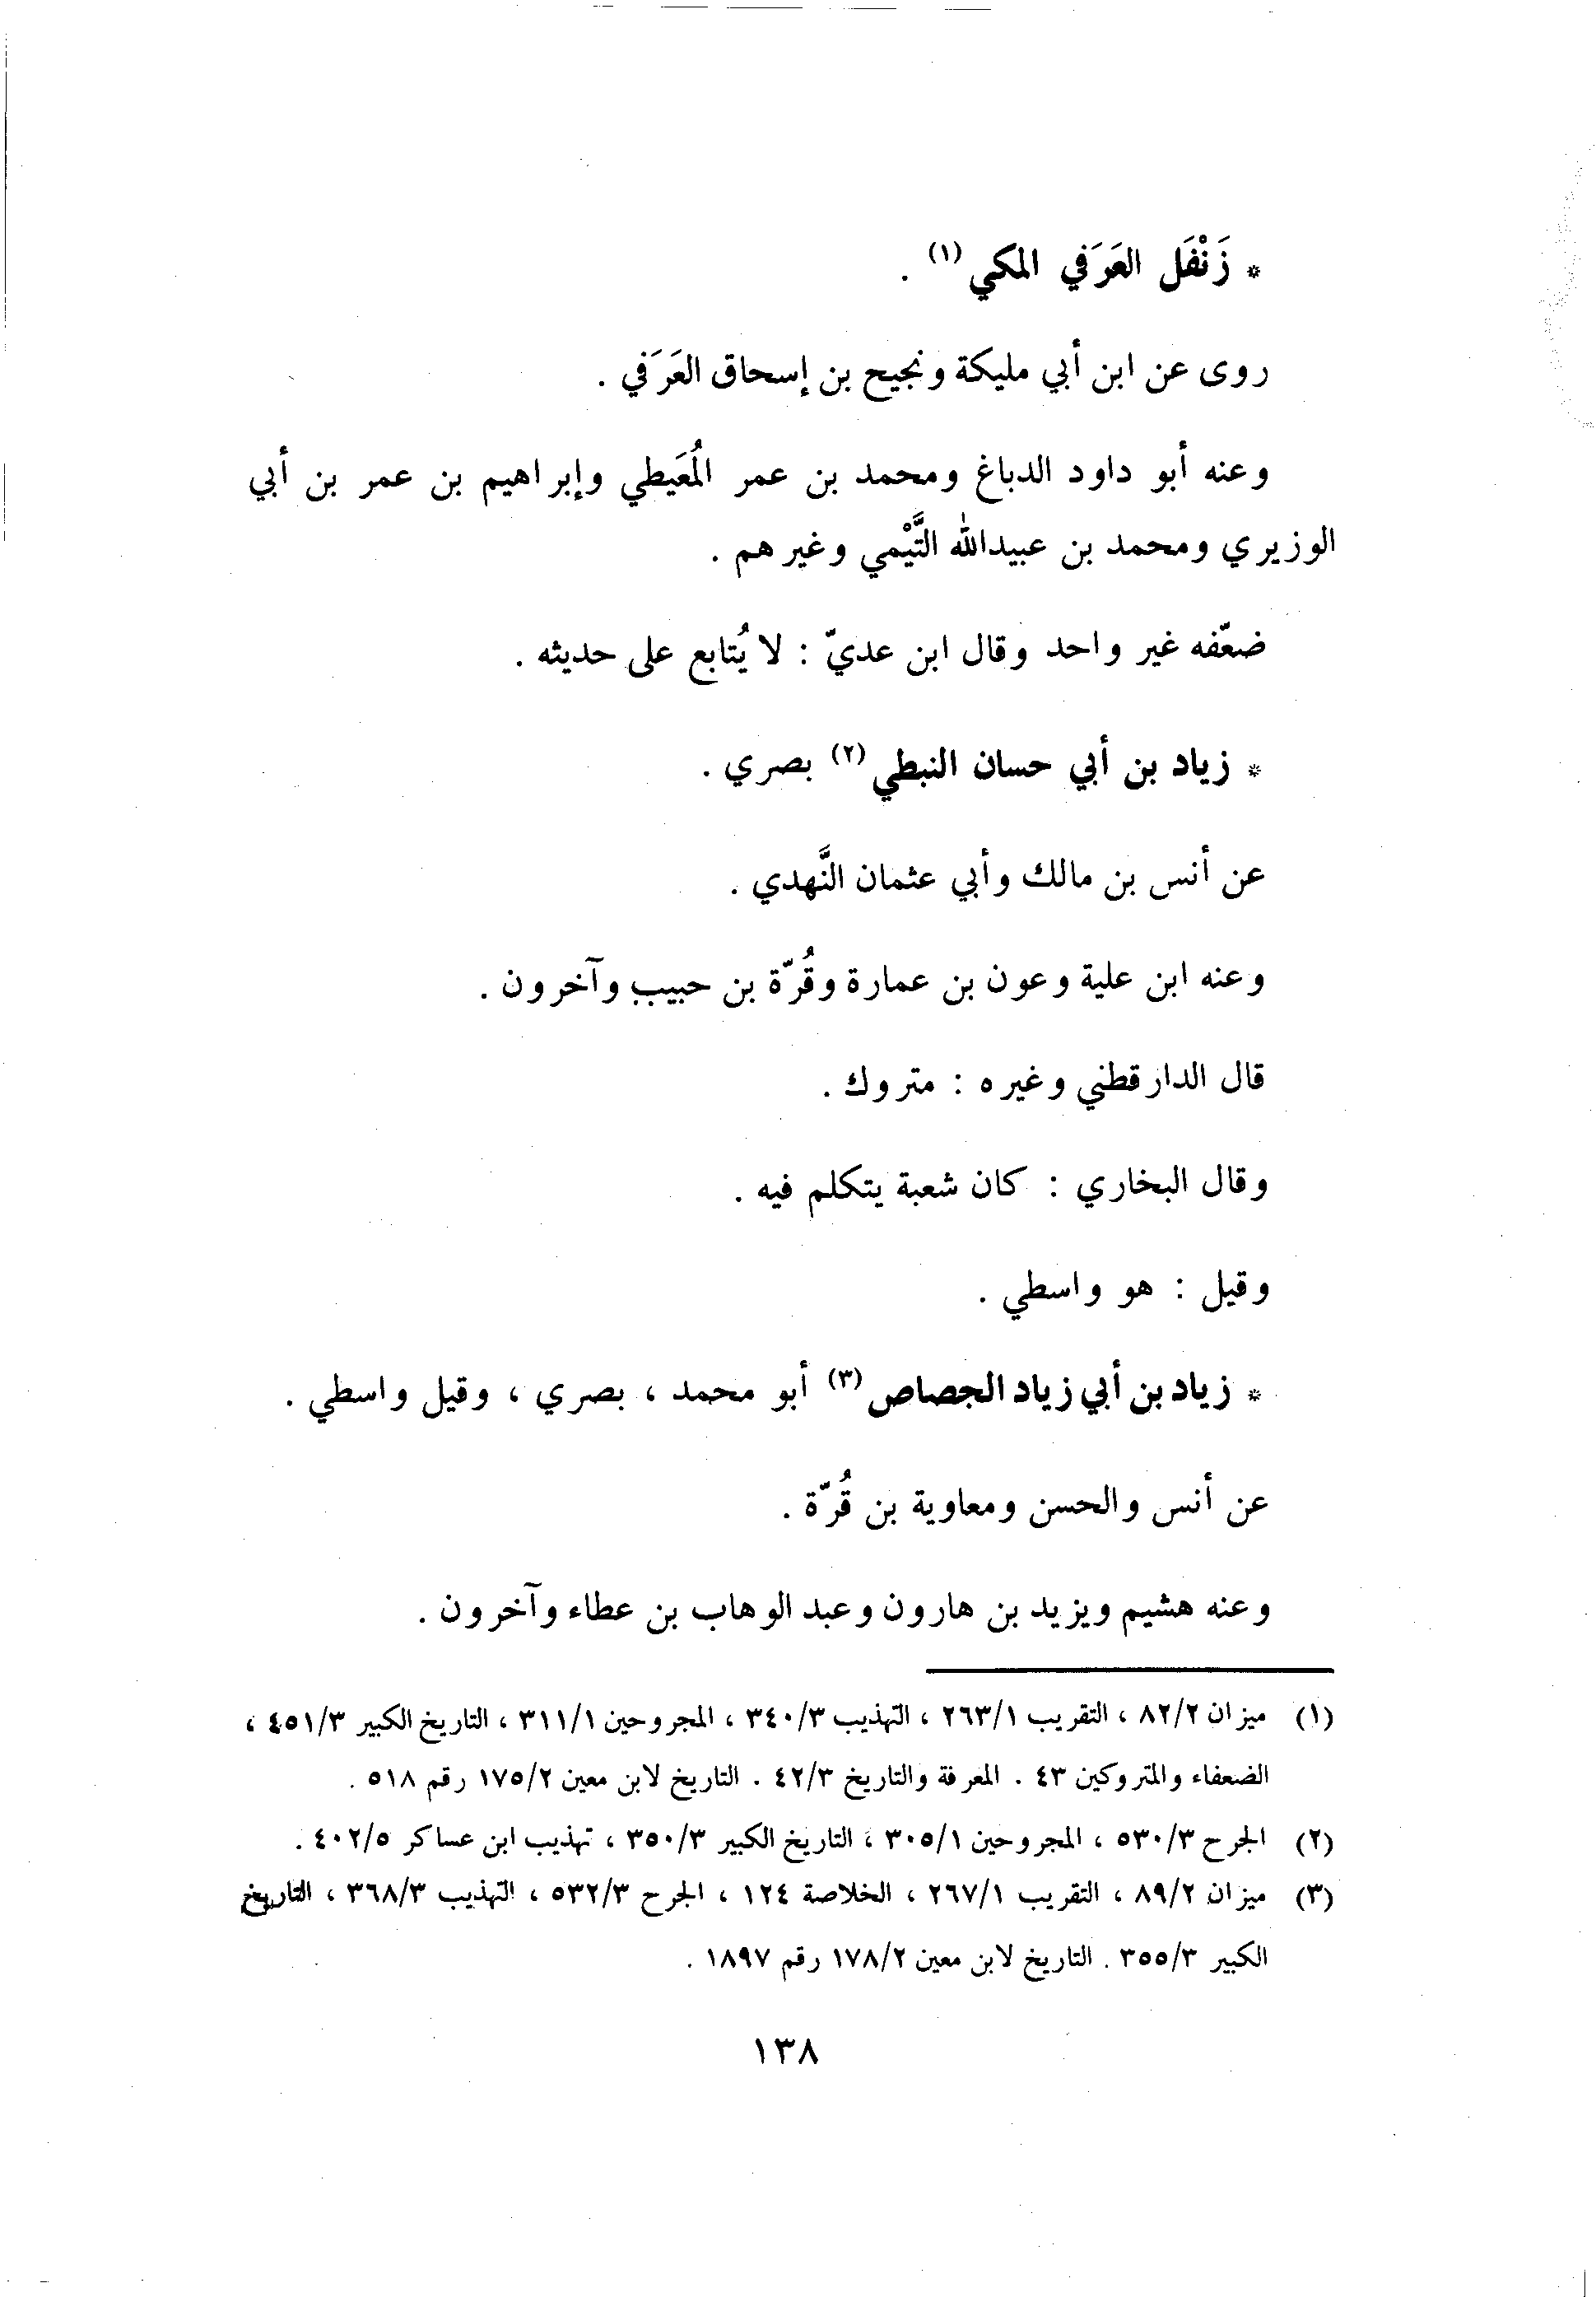 * زَنْفَل العَرَفي المكي (١) .
روى عن ابن أبي مليكة ونجيح بن إسحاق العَرَفي .
وعنه أبو داود الدباغ ومحمد بن عمر المُعَيطي وإبراهيم بن عمر بن أبي
الوزيري ومحمد بن عبيدالله التَّيْمي وغيرهم .
ضعّفه غير واحد وقال ابن عديّ : لا يُتابع على حديثه .
* زياد بن أبي حسان النبطي (٢) بصري .
عن أنس بن مالك وأبي عثمان النَّهدي .
وعنه ابن علية وعون بن عمارة وقُرّة بن حبيب وآخرون .
قال الدارقطني وغيره : متروك .
وقال البخاري : كان شعبة يتكلم فيه .
وقيل : هو واسطي .
* زياد بن أبي زياد الجصاص (٣) أبو محمد ، بصري ، وقيل واسطي .
عن أنس والحسن ومعاوية بن قُرّة .
وعنه هشيم ويزيد بن هارون وعبد الوهاب بن عطاء وآخرون .
(١) ميزان ٨٢/٢ ، التقريب ٢٦٣/١ ، التهذيب ٣٤٠/٣ ، المجروحين ٣١١/١ ، التاريخ الكبير ٤٥١/٣ ،
الضعفاء والمتروكين ٤٣ . المعرفة والتاريخ ٤٢/٣ . التاريخ لابن معين ١٧٥/٢ رقم ٥١٨ .
(٢) الجرح ٥٣٠/٣ ، المجروحين ٣٠٥/١ ، التاريخ الكبير ٣٥٠/٣ ، تهذيب ابن عساكر ٤٠٢/٥ .
(٣) ميزان ٨٩/٢ ، التقريب ٢٦٧/١ ، الخلاصة ١٢٤ ، الجرح ٥٣٢/٣ ، التهذيب ٣٦٨/٣ ، التاريخ
الكبير ٣٥٥/٣ . التاريخ لابن معين ١٧٨/٢ رقم ١٨٩٧ .
١٣٨